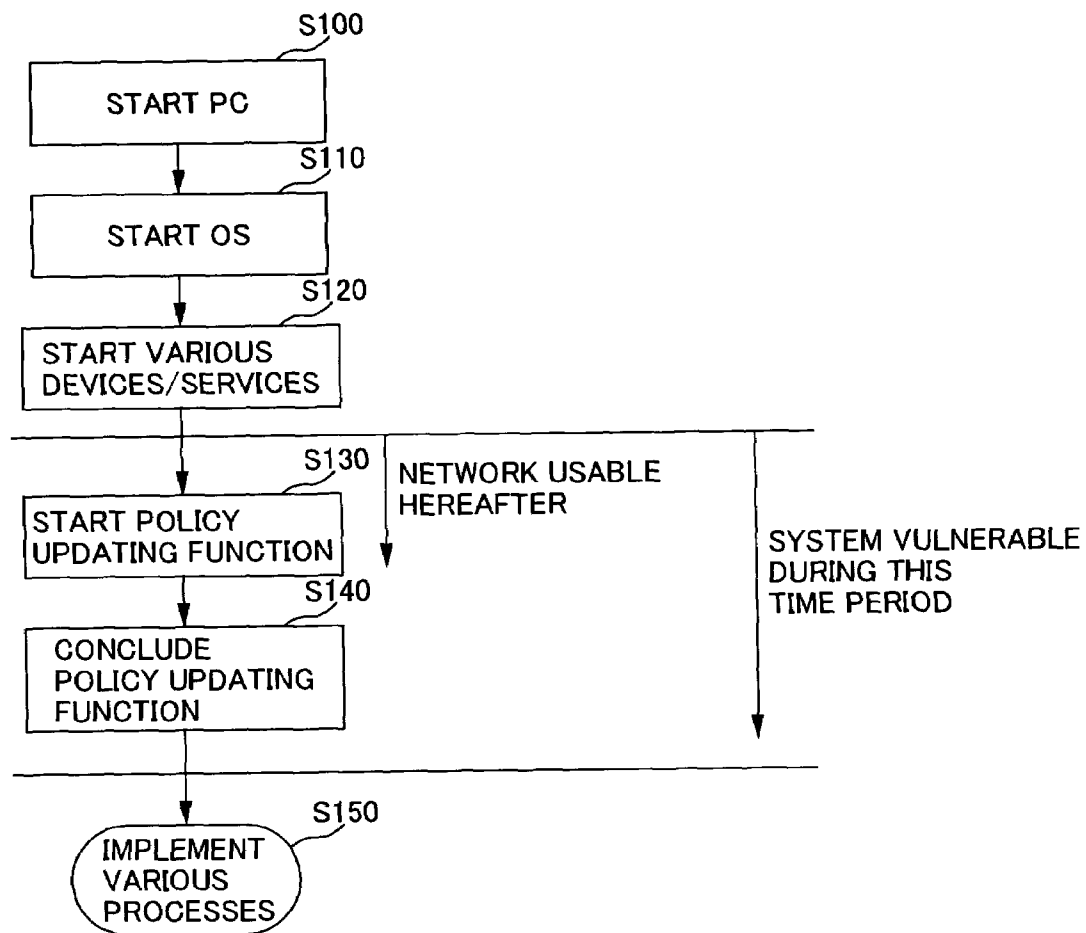 S100
START PC
S110
START OS
S120
START VARIOUS
DEVICES/SERVICES
S130
START POLICY
UPDATING FUNCTION
NETWORK USABLE
HEREAFTER
SYSTEM VULNERABLE
DURING THIS
TIME PERIOD
S140
CONCLUDE
POLICY UPDATING
FUNCTION
S150
IMPLEMENT
VARIOUS
PROCESSES